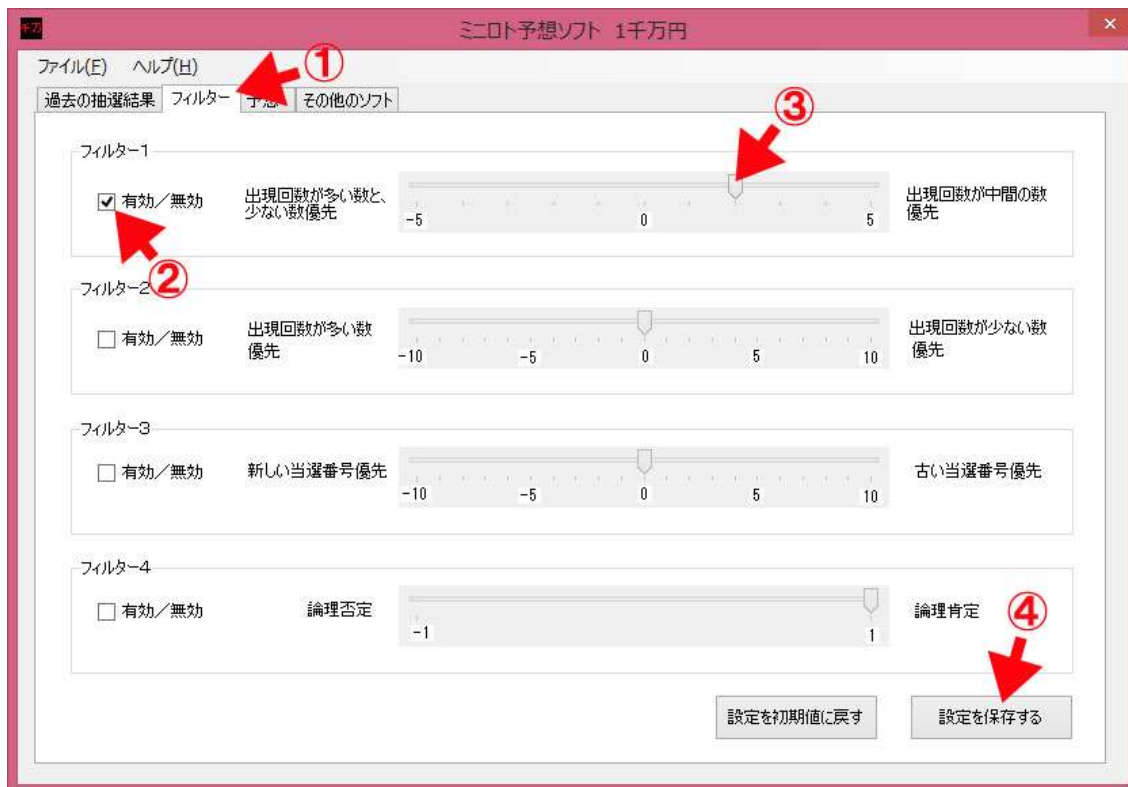 千万
ミニロト予想ソフト 1千万円
×
ファイル(F) ヘルプ(H)
①
過去の抽選結果 フィルター 予想 その他のソフト
③
フィルター1
有効/無効
出現回数が多い数と、
少ない数優先
-5 0 5
出現回数が中間の数
優先
②
フィルター2
有効/無効
出現回数が多い数
優先
-10 -5 0 5 10
出現回数が少ない数
優先
フィルター3
有効/無効 新しい当選番号優先 古い当選番号優先
-10 -5 0 5 10
フィルター4
有効/無効 論理否定 論理肯定
-1 1
④
設定を初期値に戻す 設定を保存する